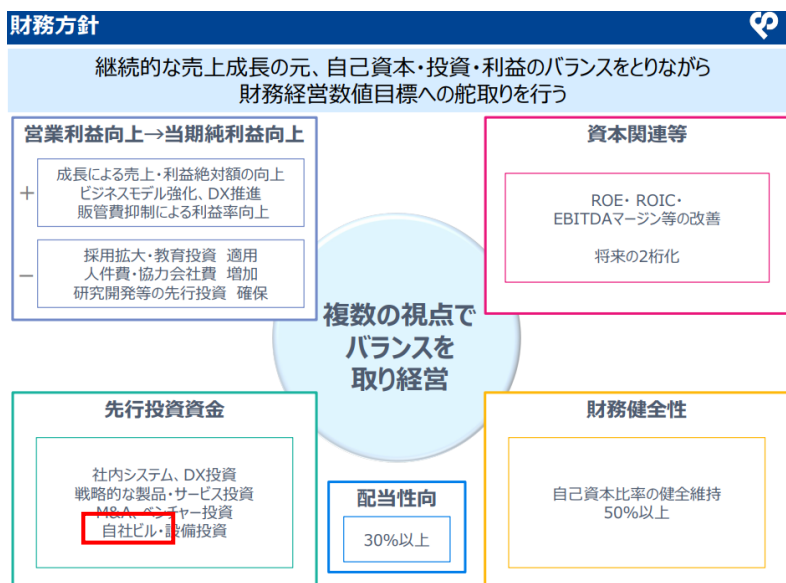 財務方針
継続的な売上成長の元、自己資本・投資・利益のバランスをとりながら
財務経営数値目標への舵取りを行う
営業利益向上→当期純利益向上
＋
成長による売上・利益絶対額の向上
ビジネスモデル強化、DX推進
販管費抑制による利益率向上
－
採用拡大・教育投資 適用
人件費・協力会社費 増加
研究開発等の先行投資 確保
資本関連等
ROE・ROIC・
EBITDAマージン等の改善
将来の2桁化
複数の視点で
バランスを
取り経営
先行投資資金
社内システム、DX投資
戦略的な製品・サービス投資
M&A、ベンチャー投資
自社ビル・設備投資
配当性向
30%以上
財務健全性
自己資本比率の健全維持
50%以上